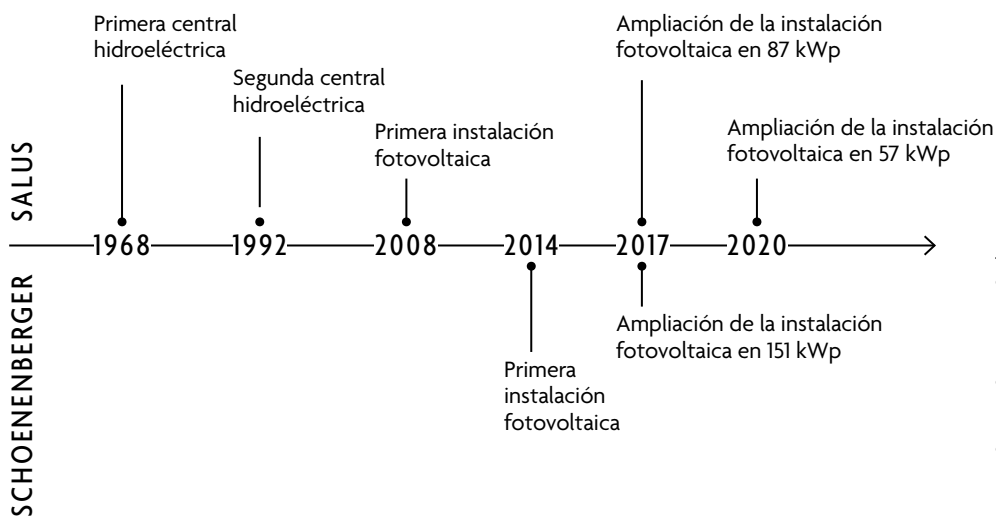 Primera central
hidroeléctrica
Segunda central
hidroeléctrica
Primera instalación
fotovoltaica
Ampliación de la instalación
fotovoltaica en 87 kWp
Ampliación de la instalación
fotovoltaica en 57 kWp
SALUS
1968 1992 2008 2014 2017 2020
SCHOENENBERGER
Primera
instalación
fotovoltaica
Ampliación de la instalación
fotovoltaica en 151 kWp